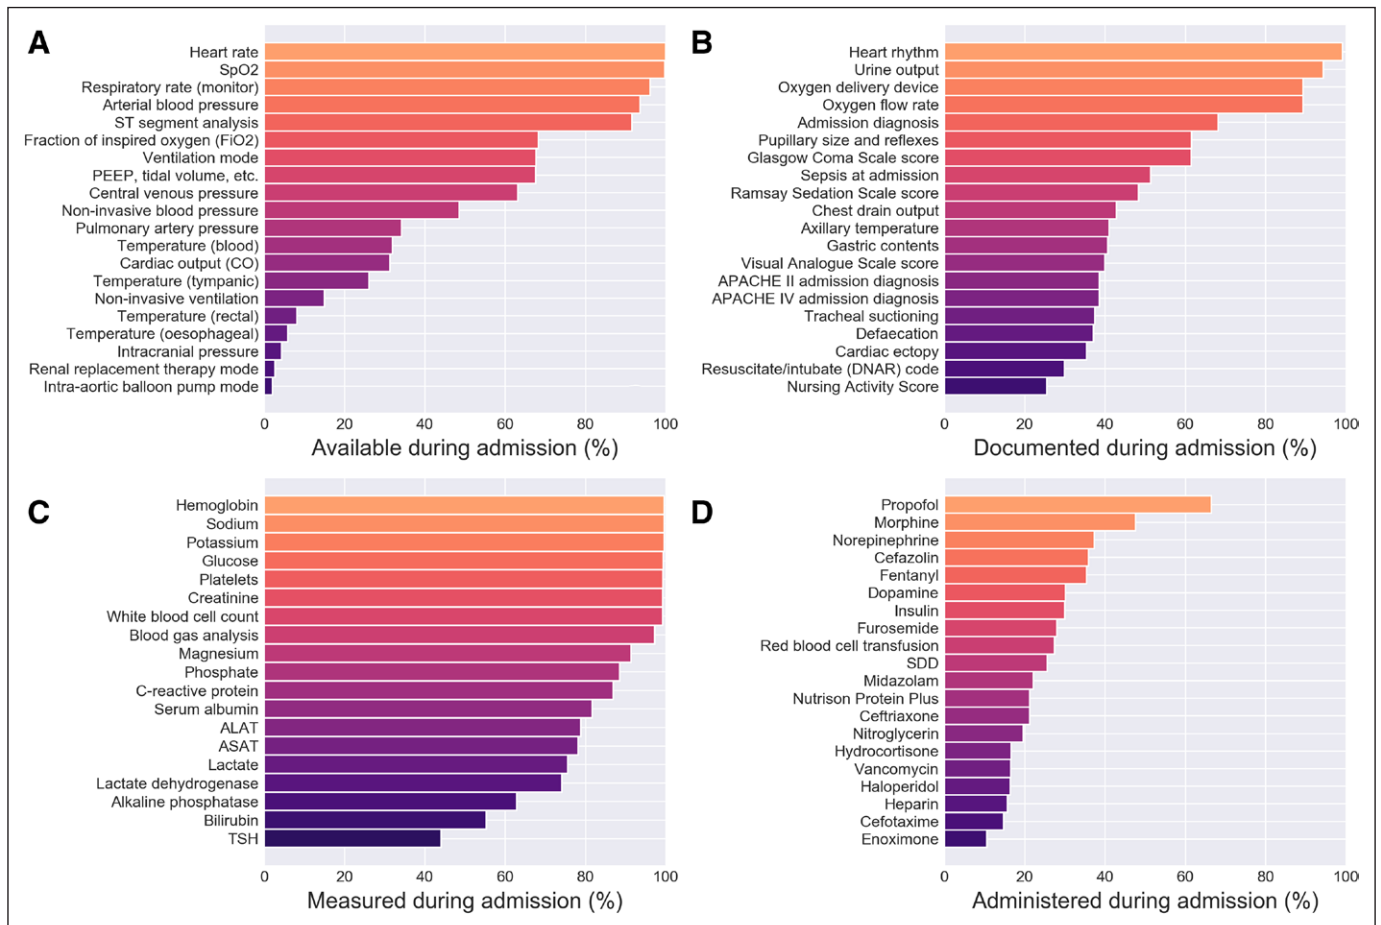 A
Heart rate
SpO2
Respiratory rate (monitor)
Arterial blood pressure
ST segment analysis
Fraction of inspired oxygen (FiO2)
Ventilation mode
PEEP, tidal volume, etc.
Central venous pressure
Non-invasive blood pressure
Pulmonary artery pressure
Temperature (blood)
Cardiac output (CO)
Temperature (tympanic)
Non-invasive ventilation
Temperature (rectal)
Temperature (oesophageal)
Intracranial pressure
Renal replacement therapy mode
Intra-aortic balloon pump mode
0 20 40 60 80 100
Available during admission (%)
B
Heart rhythm
Urine output
Oxygen delivery device
Oxygen flow rate
Admission diagnosis
Pupillary size and reflexes
Glasgow Coma Scale score
Sepsis at admission
Ramsay Sedation Scale score
Chest drain output
Axillary temperature
Gastric contents
Visual Analogue Scale score
APACHE II admission diagnosis
APACHE IV admission diagnosis
Tracheal suctioning
Defaecation
Cardiac ectopy
Resuscitate/intubate (DNAR) code
Nursing Activity Score
0 20 40 60 80 100
Documented during admission (%)
C
Hemoglobin
Sodium
Potassium
Glucose
Platelets
Creatinine
White blood cell count
Blood gas analysis
Magnesium
Phosphate
C-reactive protein
Serum albumin
ALAT
ASAT
Lactate
Lactate dehydrogenase
Alkaline phosphatase
Bilirubin
TSH
0 20 40 60 80 100
Measured during admission (%)
D
Propofol
Morphine
Norepinephrine
Cefazolin
Fentanyl
Dopamine
Insulin
Furosemide
Red blood cell transfusion
SDD
Midazolam
Nutrison Protein Plus
Ceftriaxone
Nitroglycerin
Hydrocortisone
Vancomycin
Haloperidol
Heparin
Cefotaxime
Enoximone
0 20 40 60 80 100
Administered during admission (%)